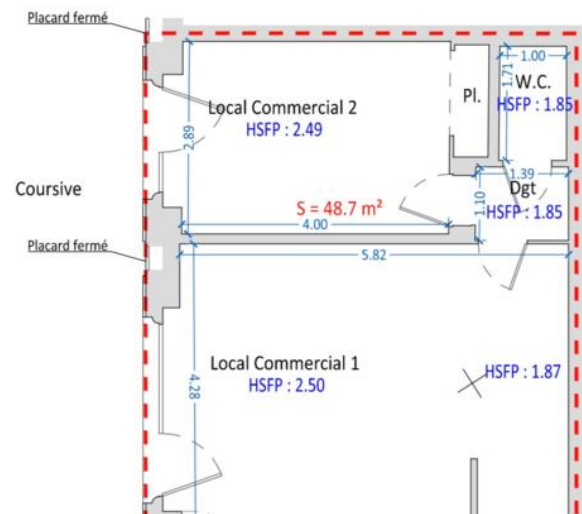 Placard fermé
1.00
1.71
W.C.
HSFP : 1.85
Pl.
Local Commercial 2
HSFP : 2.49
2.89
Coursive
1.39
Dgt
HSFP : 1.85
1.10
S = 48.7 m²
4.00
Placard fermé
5.82
Local Commercial 1
HSFP : 2.50
HSFP : 1.87
4.28